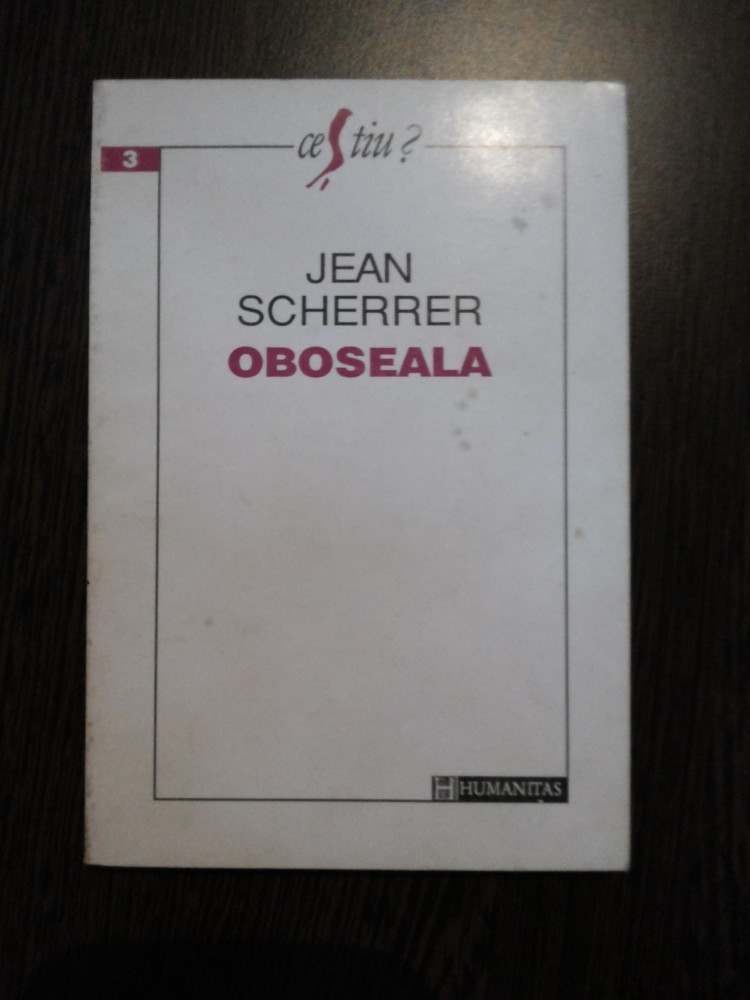 ce Știu?
3
JEAN
SCHERRER
OBOSEALA
HUMANITAS